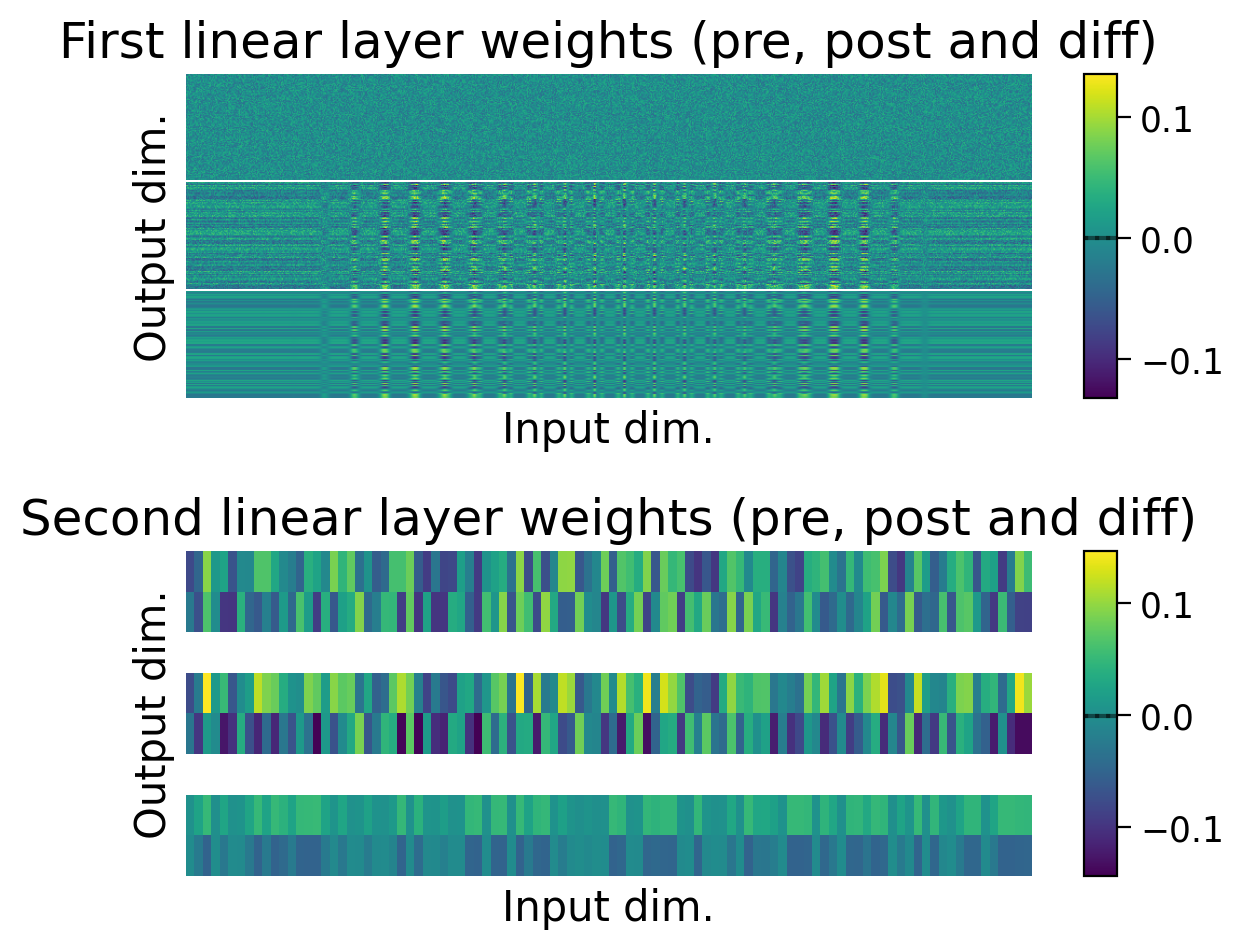 First linear layer weights (pre, post and diff)
Output dim.
0.1
0.0
−0.1
Input dim.
Second linear layer weights (pre, post and diff)
Output dim.
0.1
0.0
−0.1
Input dim.